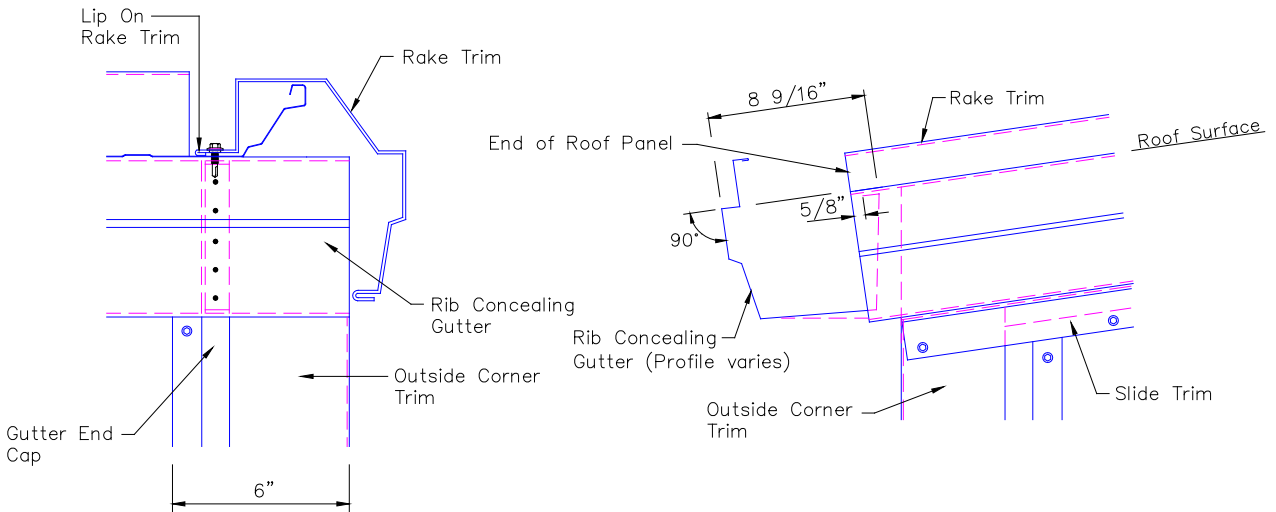 Lip On
Rake Trim
Rake Trim
Rib Concealing
Gutter
Outside Corner
Trim
Gutter End
Cap
6”
8 9/16”
Rake Trim
End of Roof Panel
Roof Surface
5/8”
90°
Rib Concealing
Gutter (Profile varies)
Outside Corner
Trim
Slide Trim